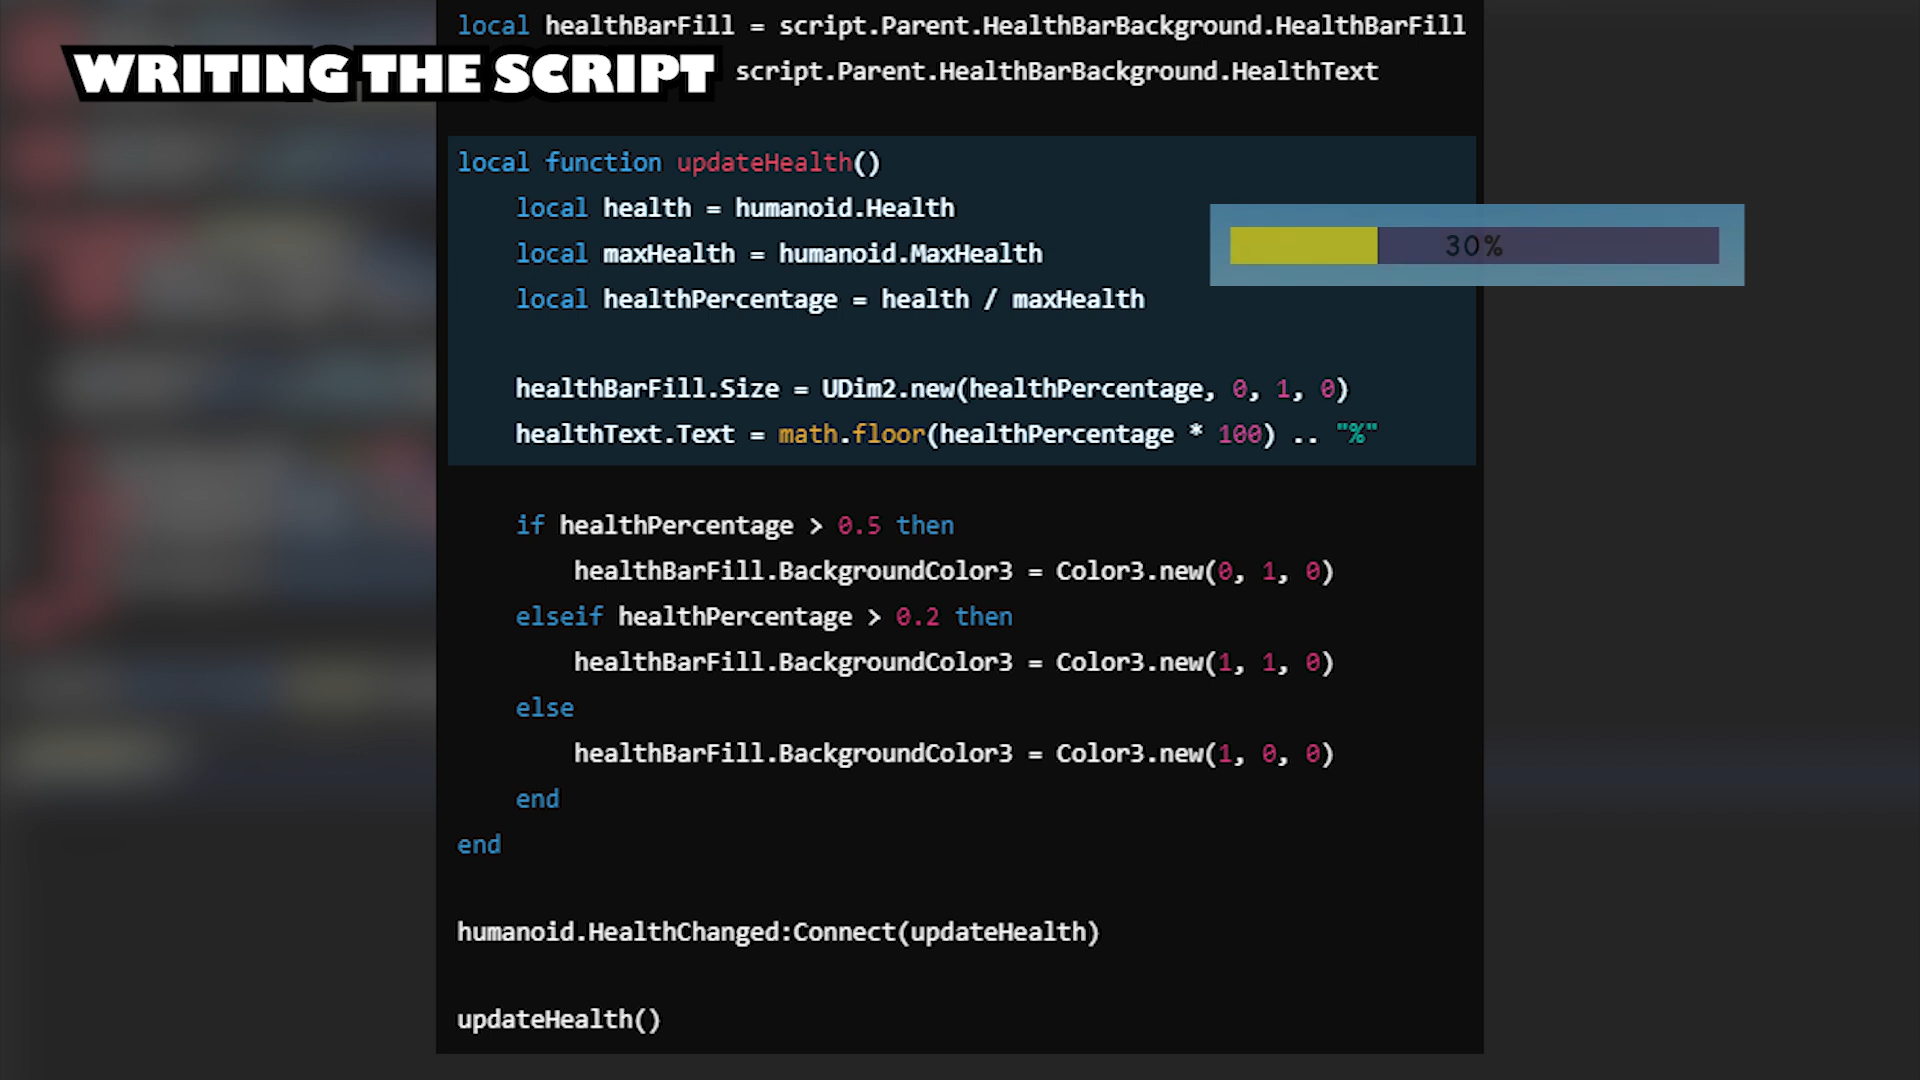 local healthBarFill = script.Parent.HealthBarBackground.HealthBarFill
WRITING THE SCRIPT
script.Parent.HealthBarBackground.HealthText
local function updateHealth()
    local health = humanoid.Health
    local maxHealth = humanoid.MaxHealth
    local healthPercentage = health / maxHealth
30%
    healthBarFill.Size = UDim2.new(healthPercentage, 0, 1, 0)
    healthText.Text = math.floor(healthPercentage * 100) .. "%"
    if healthPercentage > 0.5 then
        healthBarFill.BackgroundColor3 = Color3.new(0, 1, 0)
    elseif healthPercentage > 0.2 then
        healthBarFill.BackgroundColor3 = Color3.new(1, 1, 0)
    else
        healthBarFill.BackgroundColor3 = Color3.new(1, 0, 0)
    end
end
humanoid.HealthChanged:Connect(updateHealth)
updateHealth()